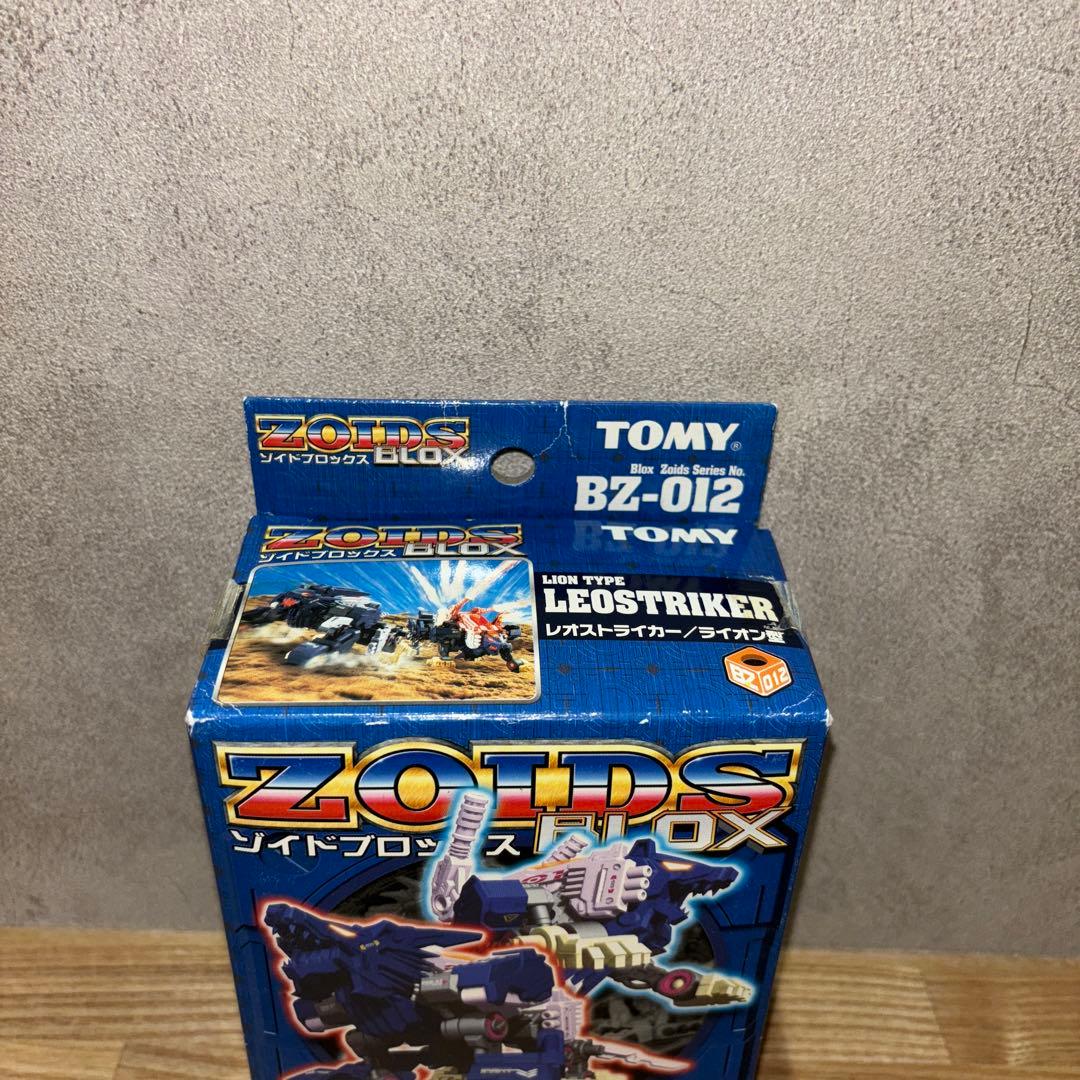 ZOIDS
ゾイドブロックス BLOX
TOMY®
Blox Zoids Series No.
BZ-012
ZOIDS
ゾイドブロックス BLOX
TOMY
LION TYPE
LEOSTRIKER
レオストライカー/ライオン型
BZ 012
ZOIDS
ゾイドブロックス BLOX